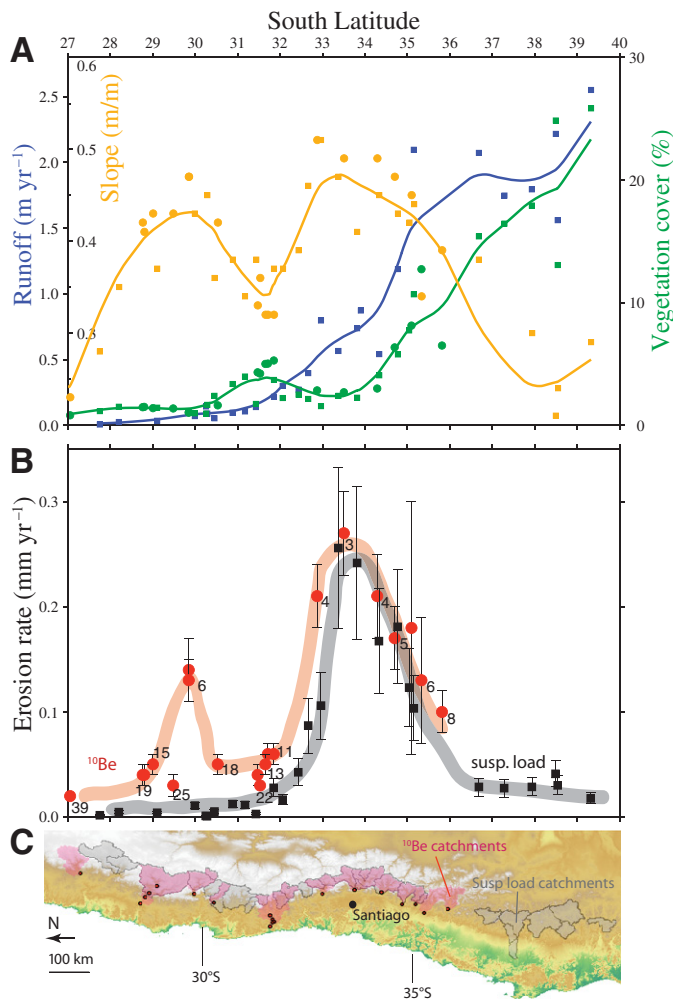 South Latitude
27 28 29 30 31 32 33 34 35 36 37 38 39 40
A
Runoff (m yr⁻¹)
2.5
2.0
1.5
1.0
0.5
0.0
Slope (m/m)
0.6
0.5
0.4
0.3
Vegetation cover (%)
30
20
10
0
B
Erosion rate (mm yr⁻¹)
0.3
0.2
0.1
0.0
3
4 4
5
6 6
8
¹⁰Be
15 11
18 13
19 25 22
39
susp. load
C
¹⁰Be catchments
Susp load catchments
Santiago
N
100 km
30°S
35°S